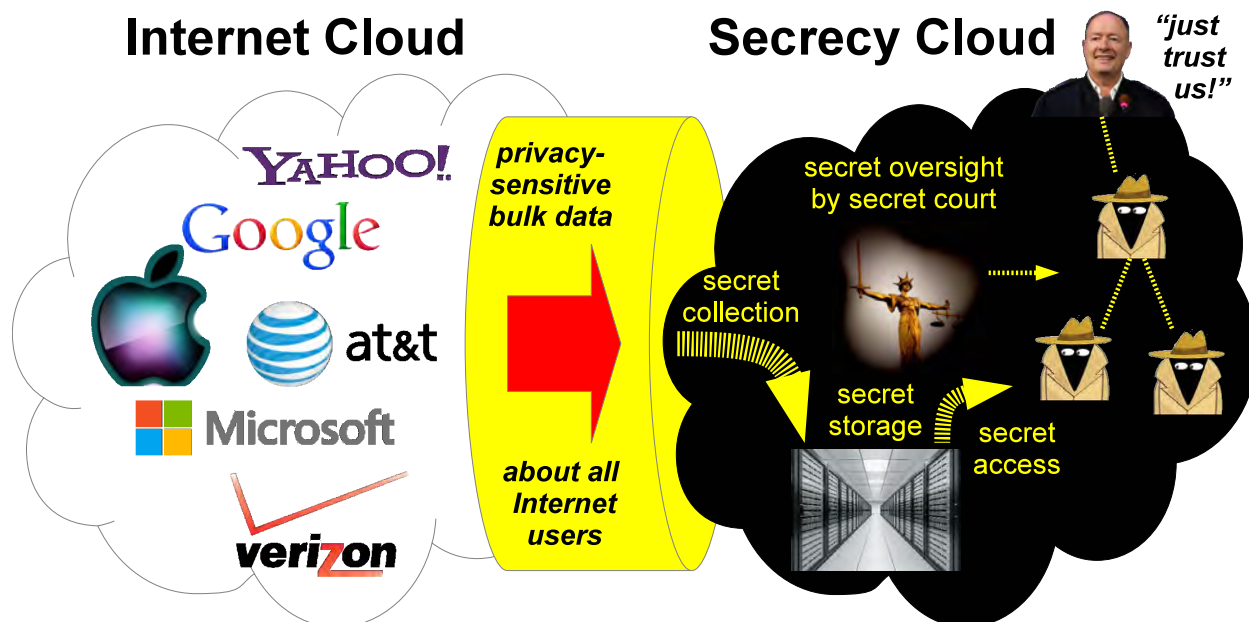 Internet Cloud
Secrecy Cloud
“just
trust
us!”
YAHOO!
Google
at&t
Microsoft
verizon
privacy-
sensitive
bulk data
about all
Internet
users
secret oversight
by secret court
secret
collection
secret
storage
secret
access